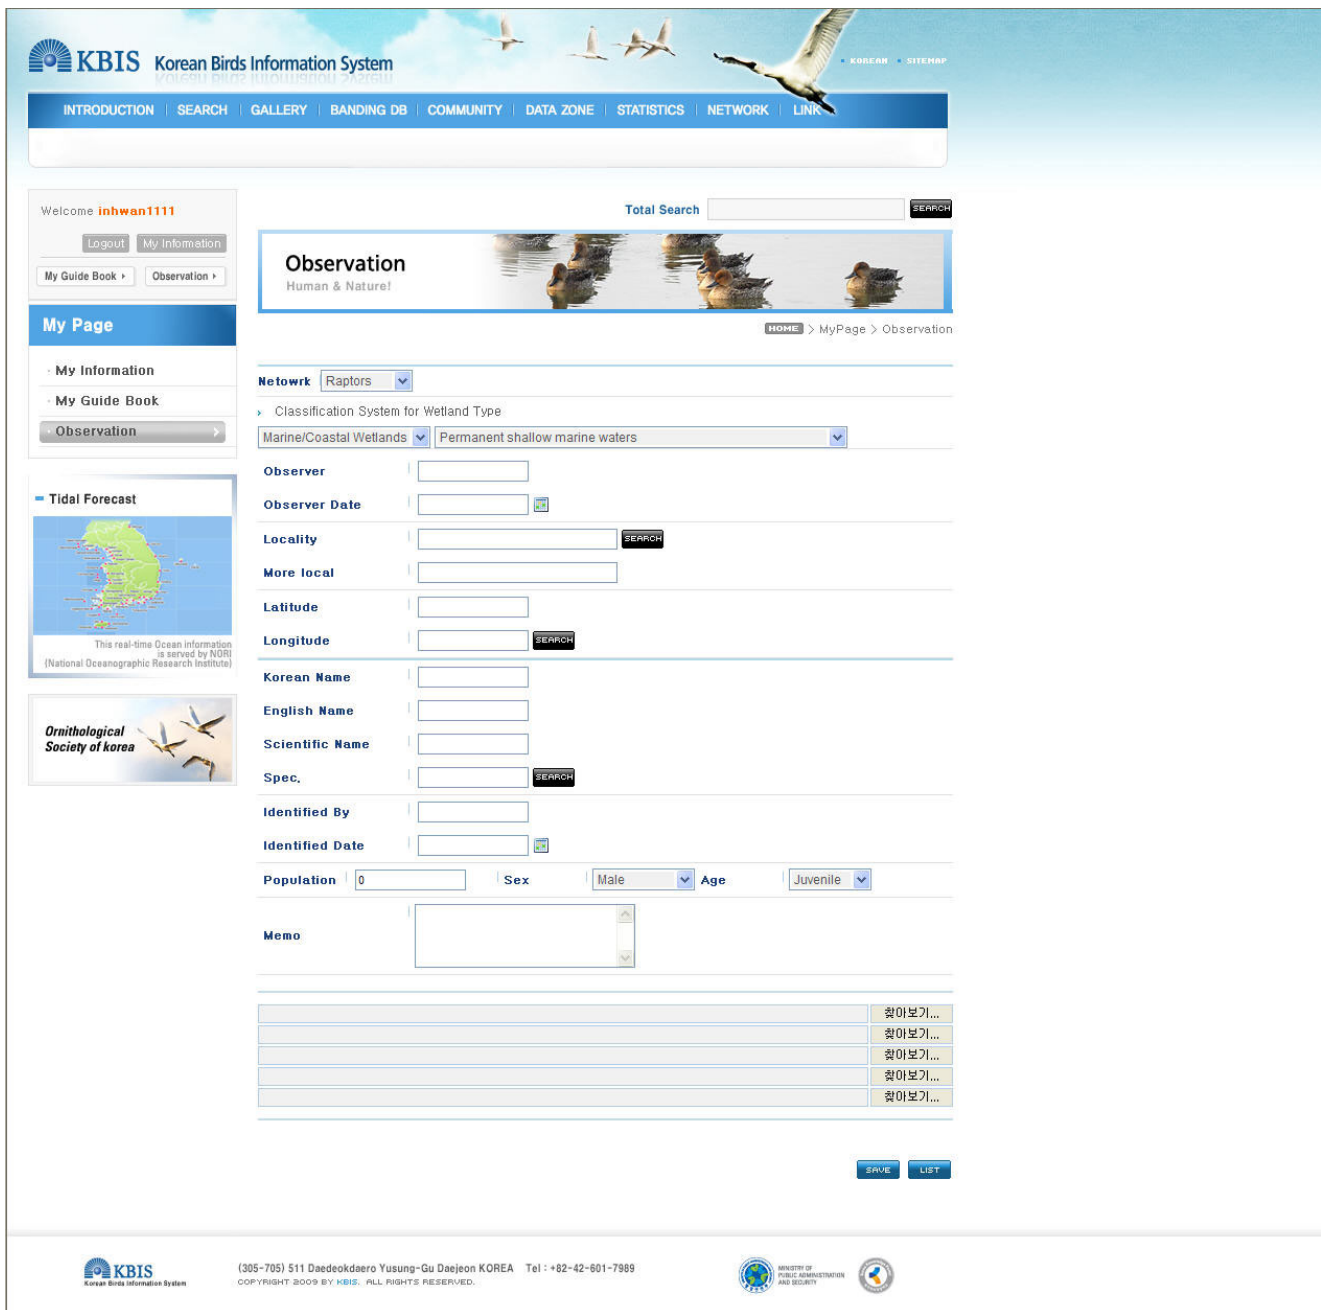 KBIS Korean Birds Information System
KOREAN SITEMAP
INTRODUCTION SEARCH GALLERY BANDING DB COMMUNITY DATA ZONE STATISTICS NETWORK LINK
Welcome inhwan1111
Logout My Information
My Guide Book Observation
Total Search SEARCH
Observation
Human & Nature!
HOME > MyPage > Observation
My Page
My Information
My Guide Book
Observation
Tidal Forecast
This real-time Ocean information
is served by NORI
(National Oceanographic Research Institute)
Ornithological
Society of korea
Netowrk Raptors
Classification System for Wetland Type
Marine/Coastal Wetlands Permanent shallow marine waters
Observer
Observer Date
Locality SEARCH
More local
Latitude
Longitude SEARCH
Korean Name
English Name
Scientific Name
Spec. SEARCH
Identified By
Identified Date
Population 0 Sex Male Age Juvenile
Memo
찾아보기...
찾아보기...
찾아보기...
찾아보기...
찾아보기...
SAVE LIST
KBIS
Korean Birds Information System
(305-705) 511 Daedeokdaero Yusung-Gu Daejeon KOREA Tel : +82-42-601-7989
COPYRIGHT 2009 BY KBIS. ALL RIGHTS RESERVED.
MINISTRY OF
PUBLIC ADMINISTRATION
AND SECURITY